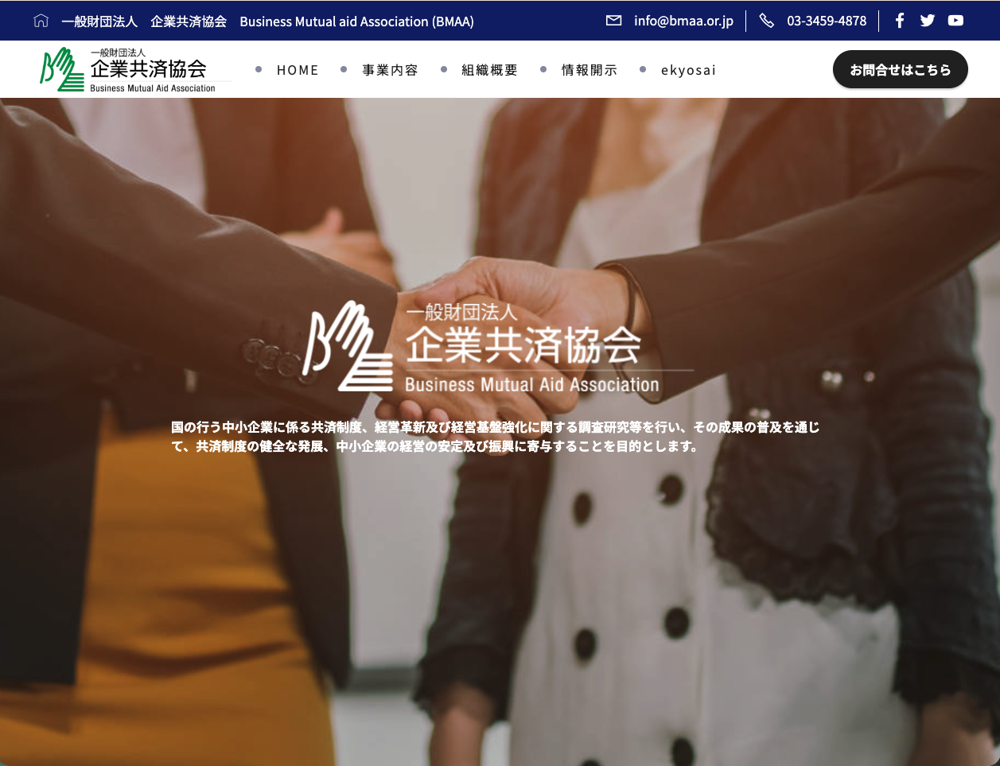 一般財団法人　企業共済協会　Business Mutual aid Association (BMAA)
info@bmaa.or.jp
03-3459-4878
一般財団法人
企業共済協会
Business Mutual Aid Association
HOME
事業内容
組織概要
情報開示
ekyosai
お問合せはこちら
一般財団法人
企業共済協会
Business Mutual Aid Association
国の行う中小企業に係る共済制度、経営革新及び経営基盤強化に関する調査研究等を行い、その成果の普及を通じ
て、共済制度の健全な発展、中小企業の経営の安定及び振興に寄与することを目的とします。